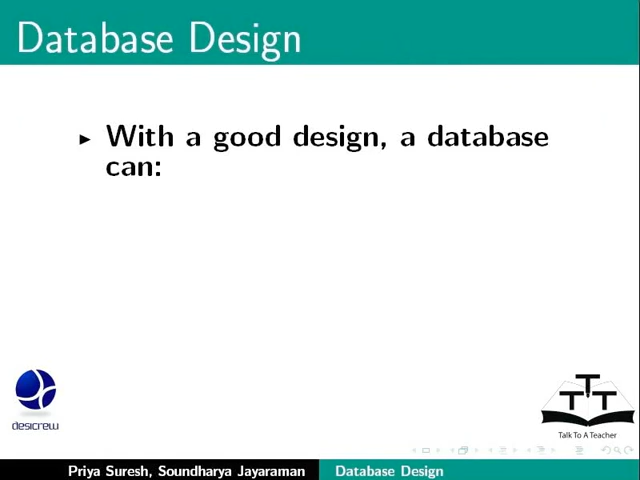 Database Design
▶ With a good design, a database
can:
desicrew
T T T
Talk To A Teacher
Priya Suresh, Soundharya Jayaraman Database Design